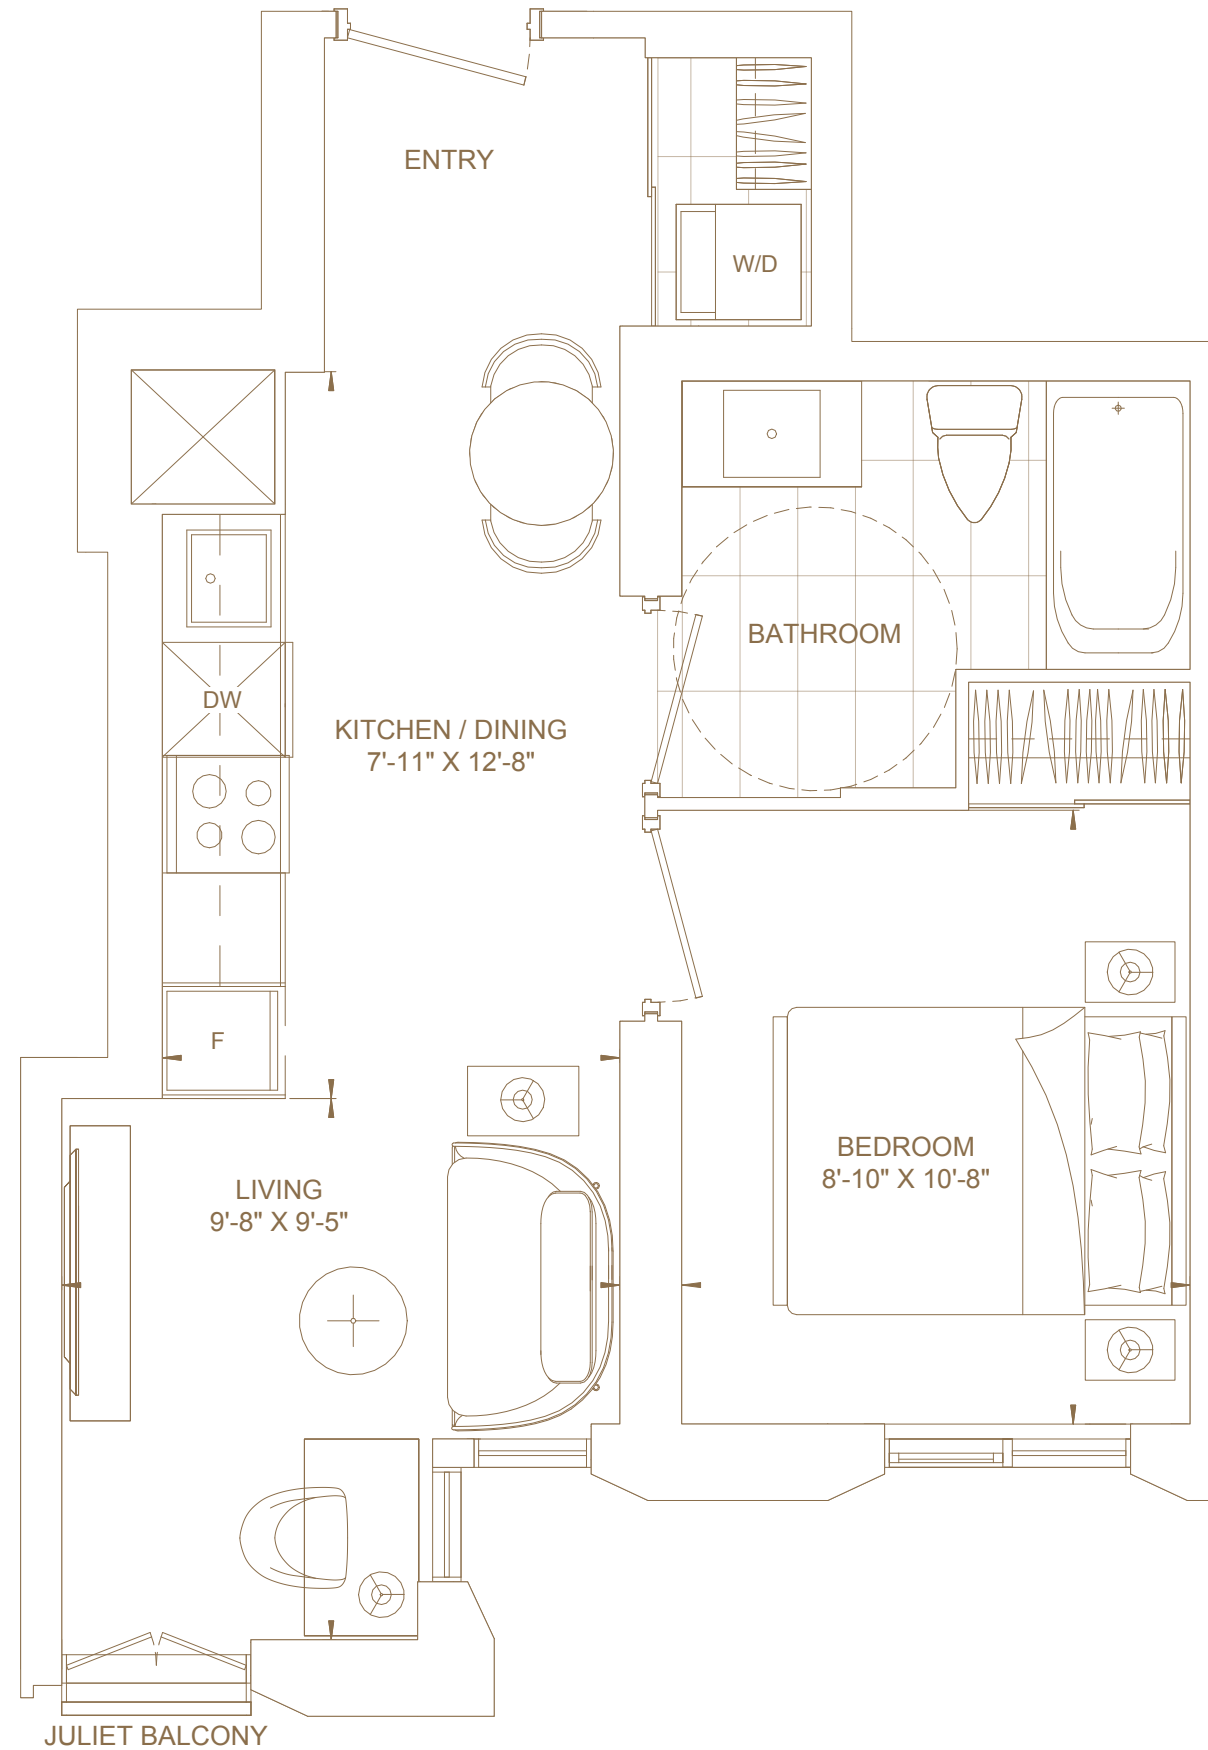 ENTRY
W/D
BATHROOM
DW
KITCHEN / DINING
7'-11" X 12'-8"
F
BEDROOM
8'-10" X 10'-8"
LIVING
9'-8" X 9'-5"
JULIET BALCONY